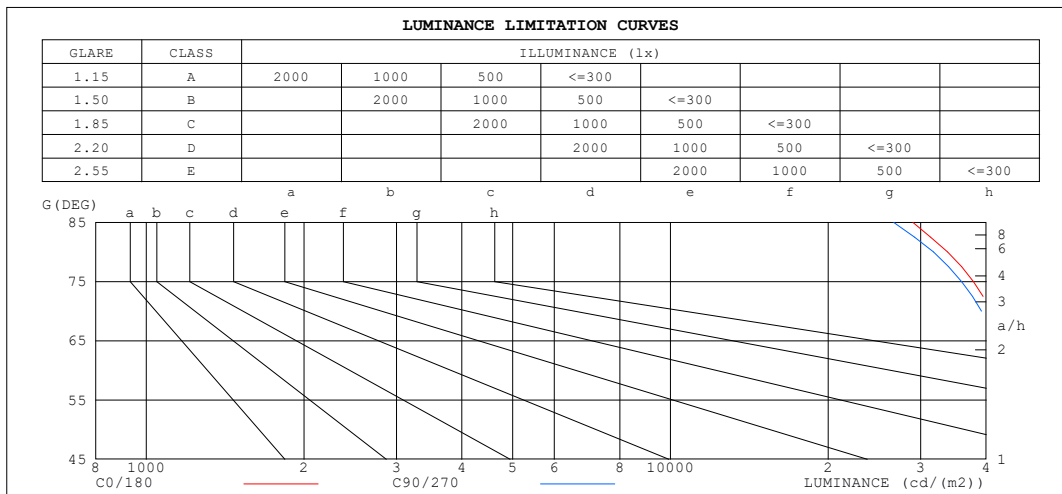 LUMINANCE LIMITATION CURVES
GLARE CLASS ILLUMINANCE (lx)
1.15 A 2000 1000 500 <=300
1.50 B 2000 1000 500 <=300
1.85 C 2000 1000 500 <=300
2.20 D 2000 1000 500 <=300
2.55 E 2000 1000 500 <=300
a b c d e f g h
G(DEG)
a b c d e f g h
85
8
6
75
4
3
a/h
65
2
55
45
1
8 1000 2 3 4 5 6 8 10000 2 3 4
C0/180 C90/270 LUMINANCE (cd/(m2))